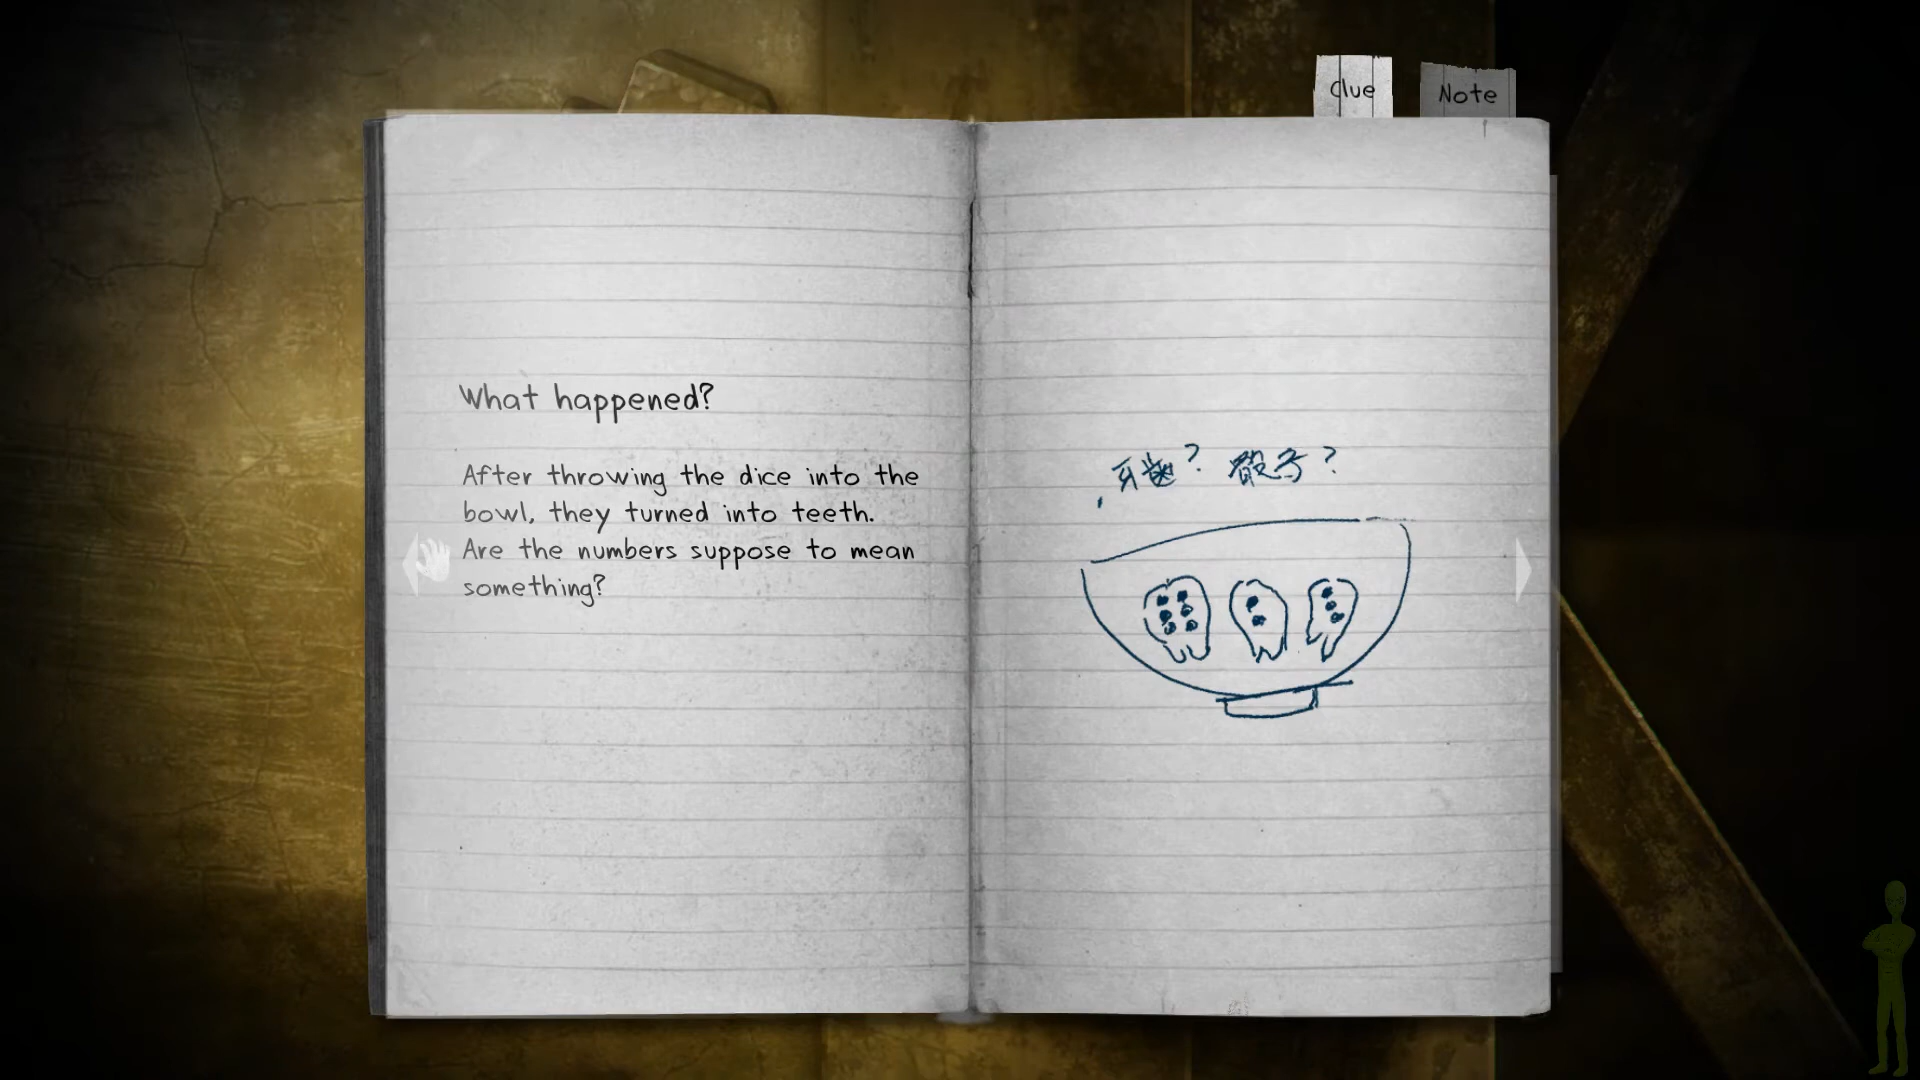 Clue
Note
What happened?
After throwing the dice into the
bowl, they turned into teeth.
Are the numbers suppose to mean
something?
牙齒? 骰子?